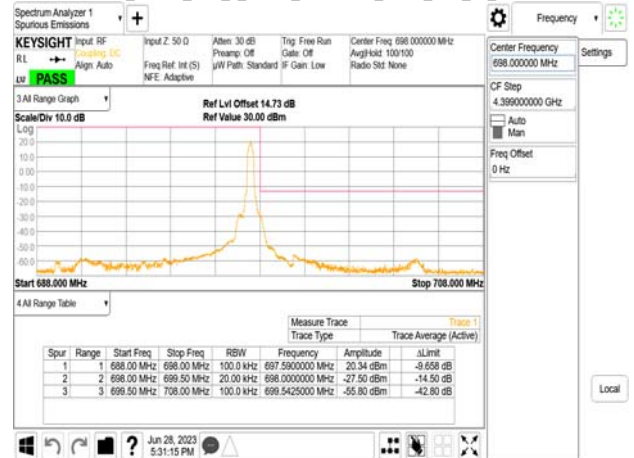 Spectrum Analyzer 1
Spurious Emissions
Frequency
KEYSIGHT Input: RF Input Z: 50 Ω Atten: 30 dB Trig: Free Run Center Freq: 698.000000 MHz
RL Coupling: DC Preamp: Off Gate: Off Avg|Hold: 100/100
Align: Auto Freq Ref: Int (S) µW Path: Standard IF Gain: Low Radio Std: None
NFE: Adaptive
LW PASS
3 All Range Graph
Scale/Div 10.0 dB
Ref Lvl Offset 14.73 dB
Ref Value 30.00 dBm
Log
20.0
10.0
0.00
-10.0
-20.0
-30.0
-40.0
-50.0
-60.0
Start 688.000 MHz Stop 708.000 MHz
4 All Range Table
Measure Trace Trace 1
Trace Type Trace Average (Active)
Spur Range Start Freq Stop Freq RBW Frequency Amplitude ΔLimit
1 1 688.00 MHz 698.00 MHz 100.0 kHz 697.5900000 MHz 20.34 dBm -9.658 dB
2 2 698.00 MHz 699.50 MHz 20.00 kHz 698.0000000 MHz -27.50 dBm -14.50 dB
3 3 699.50 MHz 708.00 MHz 100.0 kHz 699.5425000 MHz -55.80 dBm -42.80 dB
Jun 28, 2023
5:31:15 PM
Center Frequency
698.000000 MHz
Settings
CF Step
4.399000000 GHz
Auto
Man
Freq Offset
0 Hz
Local